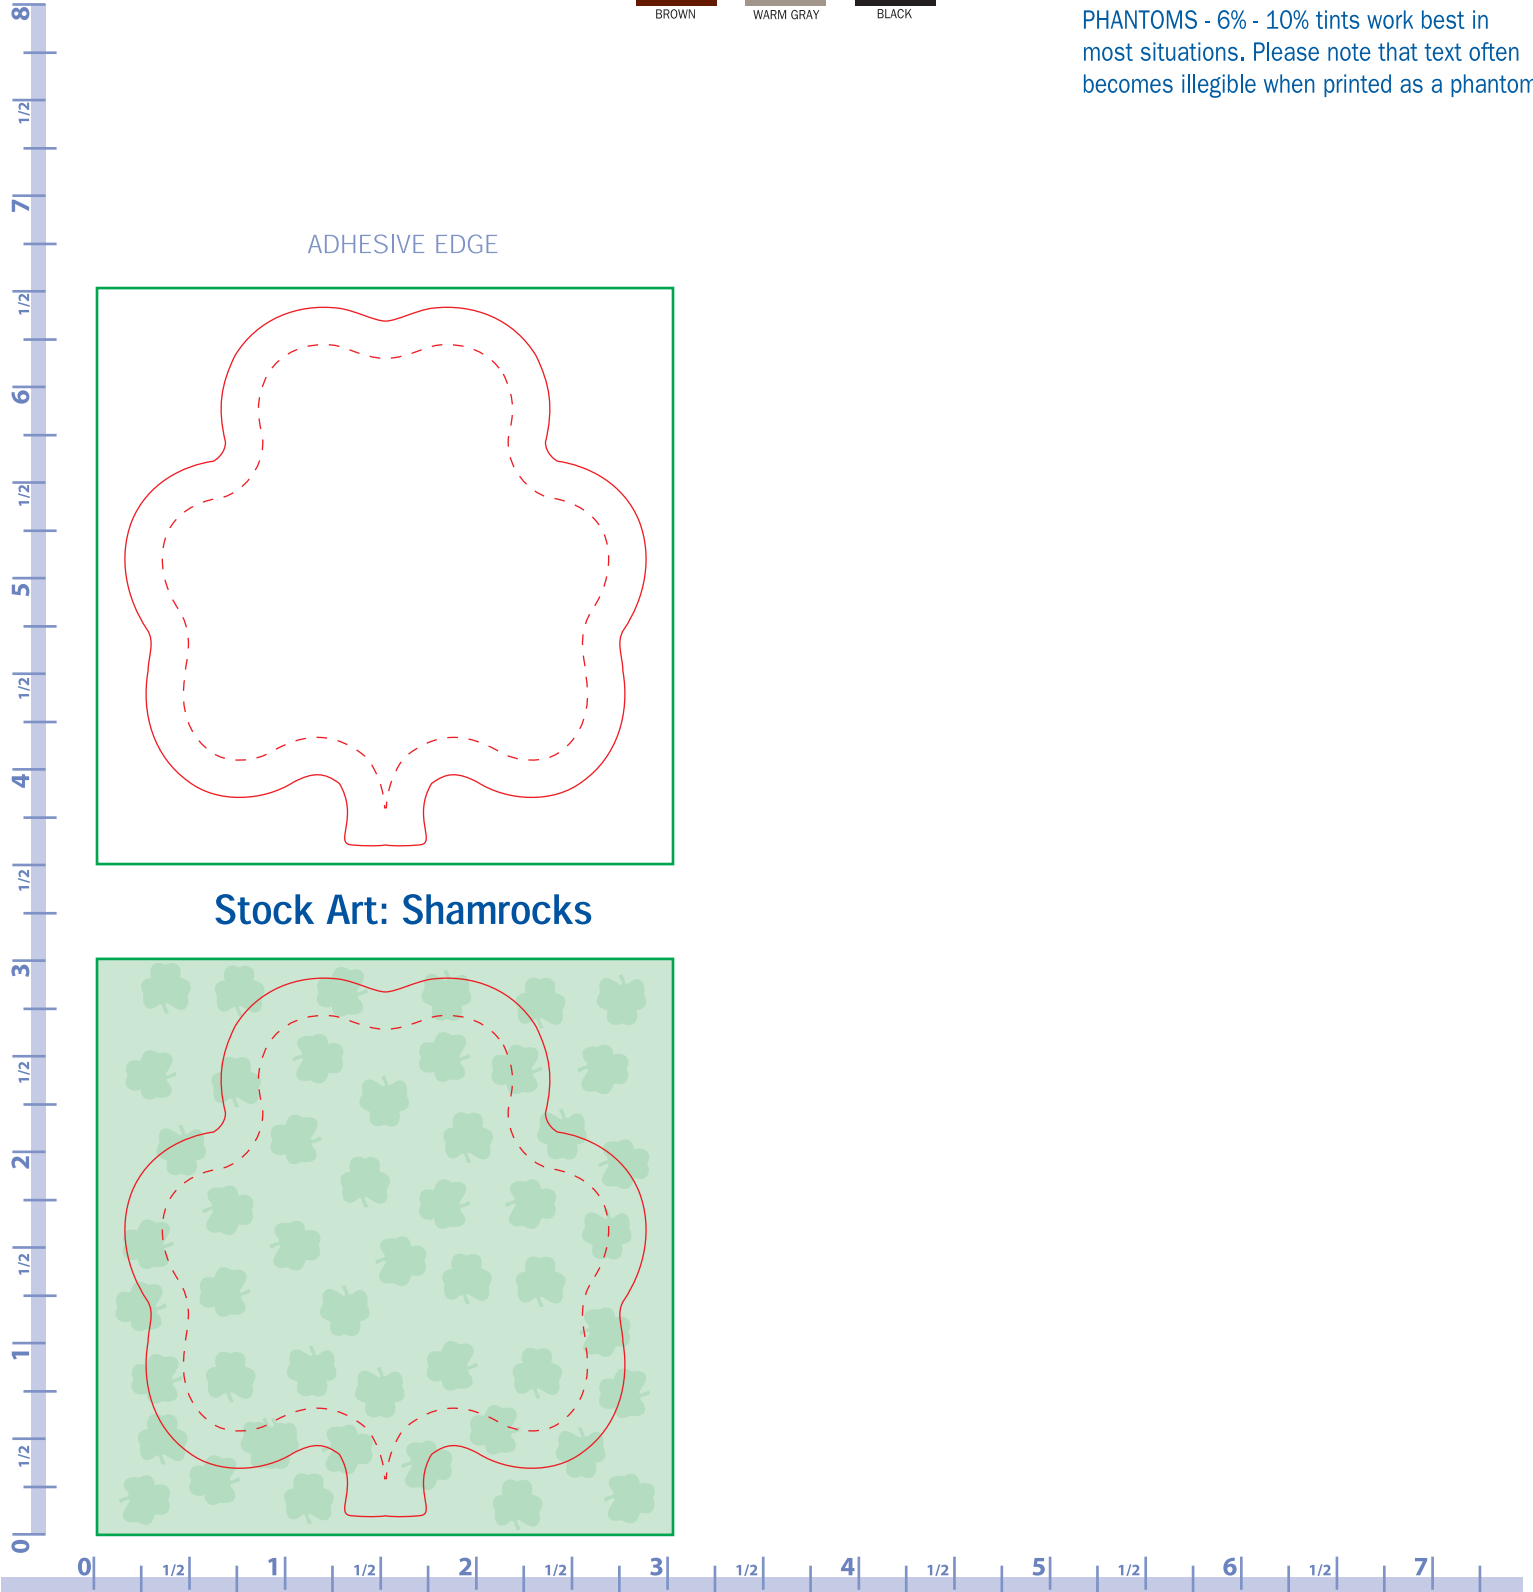 BROWN WARM GRAY BLACK
PHANTOMS - 6% - 10% tints work best in
most situations. Please note that text often
becomes illegible when printed as a phantom
ADHESIVE EDGE
Stock Art: Shamrocks
8
1/2
7
1/2
6
1/2
5
1/2
4
1/2
3
1/2
2
1/2
1
1/2
0
0 1/2 1 1/2 2 1/2 3 1/2 4 1/2 5 1/2 6 1/2 7